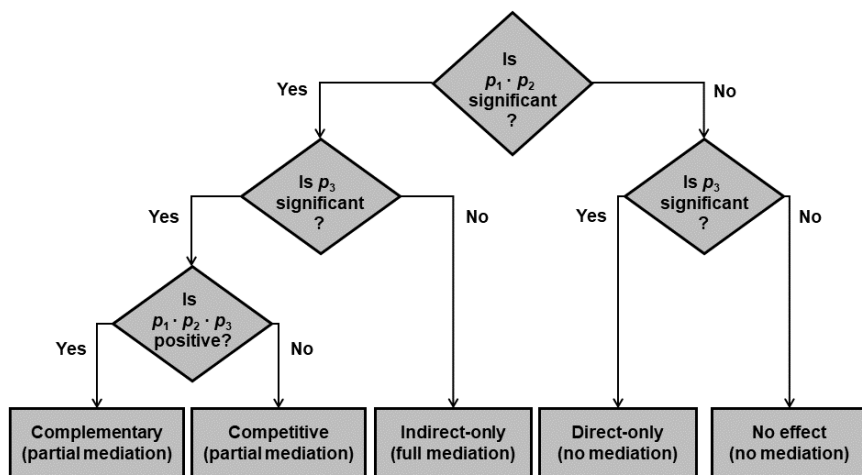 Is
p₁ · p₂
significant
?
Yes
No
Is p₃
significant
?
Is p₃
significant
?
Yes
No
Yes
No
Is
p₁ · p₂ · p₃
positive?
Yes
No
Complementary
(partial mediation)
Competitive
(partial mediation)
Indirect-only
(full mediation)
Direct-only
(no mediation)
No effect
(no mediation)